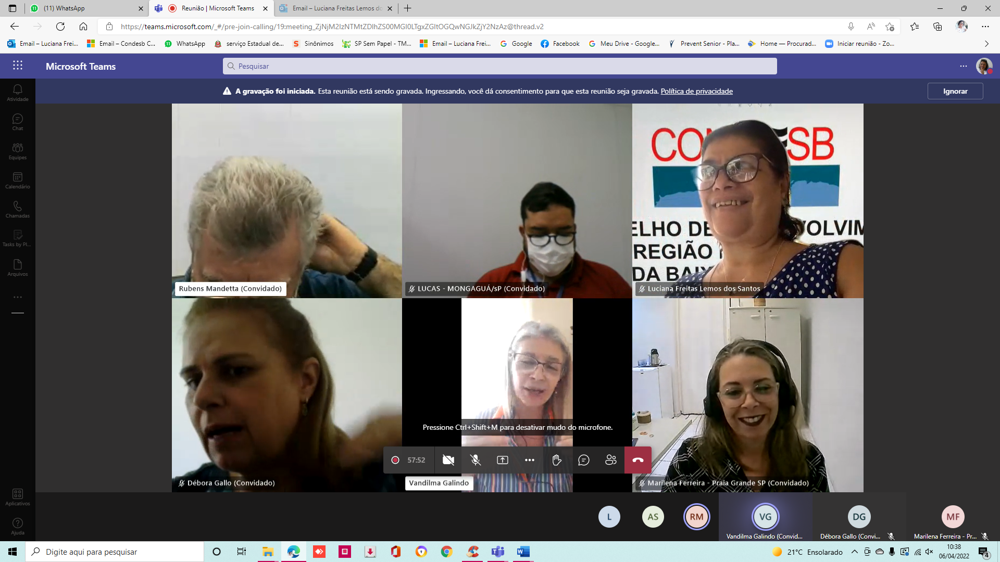 (11) WhatsApp
Reunião | Microsoft Teams
Email – Luciana Freitas Lemos do
https://teams.microsoft.com/_#/pre-join-calling/19:meeting_ZjNjM2IzNTMtZDIhZS00MGI0LTgxZGItOGQwNGJkZjY2NzAz@thread.v2
Email – Luciana Frei...
Email – Condesb C...
WhatsApp
serviço Estadual de...
Sinônimos
SP Sem Papel - TM...
Email – Luciana Frei...
Google
Facebook
Meu Drive - Google...
Prevent Senior - Pla...
Home — Procurad...
Iniciar reunião - Zo...
Microsoft Teams
Pesquisar
A gravação foi iniciada. Esta reunião está sendo gravada. Ingressando, você dá consentimento para que esta reunião seja gravada. Política de privacidade
Ignorar
Atividade
Chat
Equipes
Calendário
Chamadas
Tasks by Pl...
Arquivos
Aplicativos
Ajuda
CON SB
ELHO DE VOLVIM
REGIÃO
DA BAIX
Rubens Mandetta (Convidado)
LUCAS - MONGAGUÁ/sP (Convidado)
Luciana Freitas Lemos dos Santos
Pressione Ctrl+Shift+M para desativar mudo do microfone.
57:52
Débora Gallo (Convidado)
Vandilma Galindo
Marilena Ferreira - Praia Grande SP (Convidado)
L
AS
RM
VG
DG
MF
Vandilma Galindo (Convid...
Débora Gallo (Convi...
Marilena Ferreira - Pr...
Digite aqui para pesquisar
21°C Ensolarado
10:38
06/04/2022
4